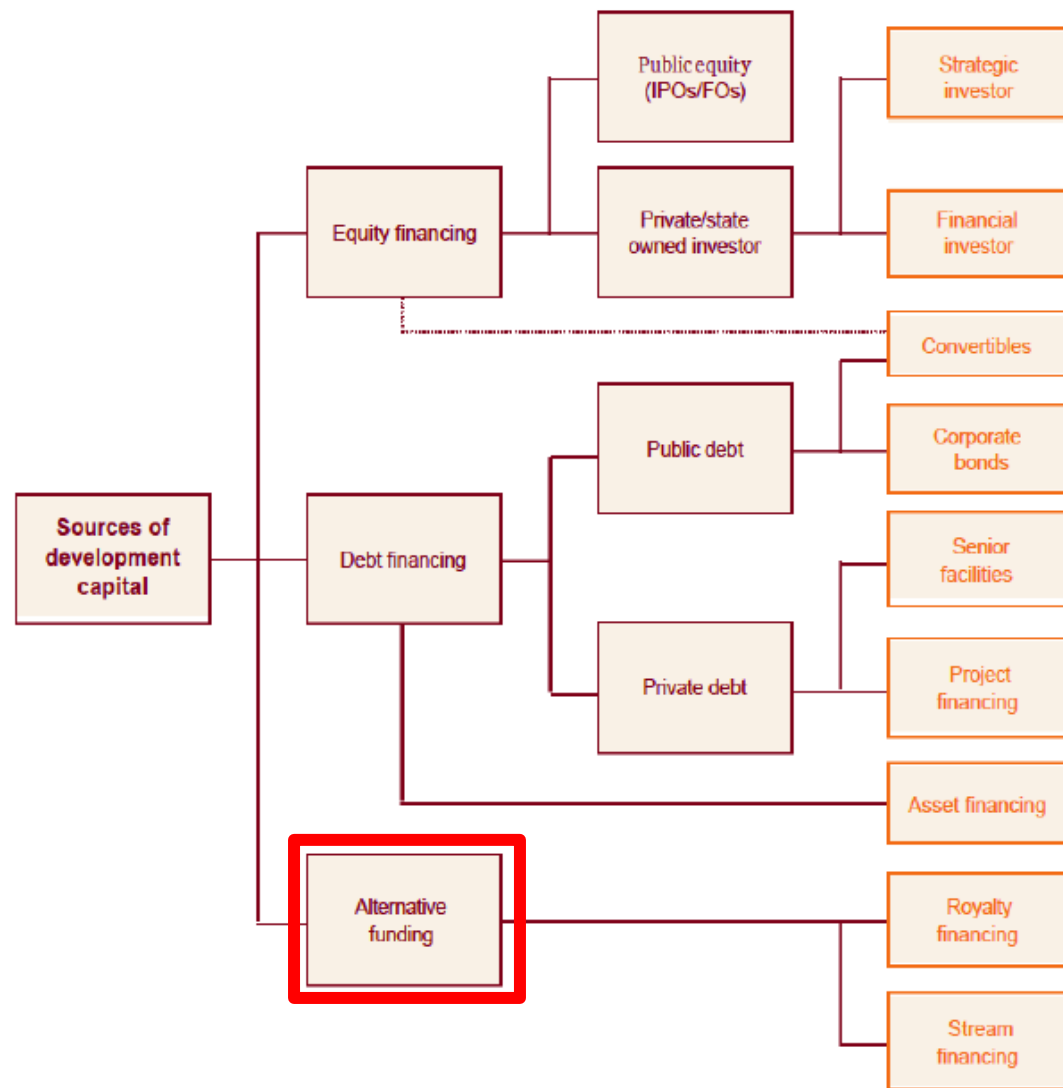 Public equity
(IPOs/FOs)
Strategic
investor
Equity financing
Private/state
owned investor
Financial
investor
Convertibles
Public debt
Corporate
bonds
Sources of
development
capital
Debt financing
Senior
facilities
Private debt
Project
financing
Asset financing
Alternative
funding
Royalty
financing
Stream
financing